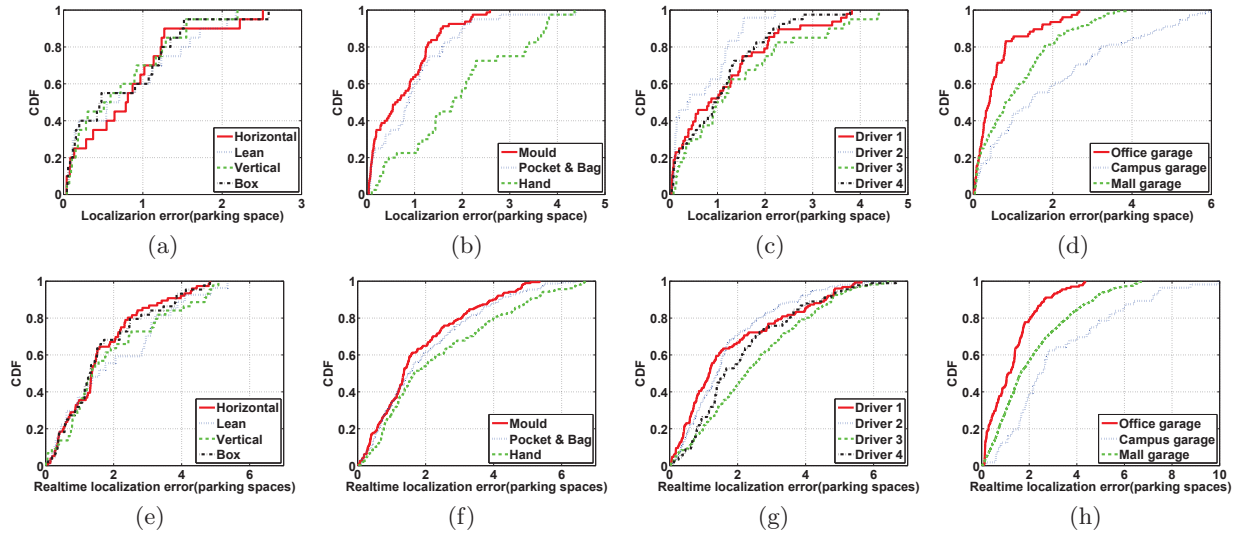 1
0.8
0.6
0.4
0.2
0
CDF
0 1 2 3
Localizarion error(parking space)
Horizontal
Lean
Vertical
Box
(a)
1
0.8
0.6
0.4
0.2
0
CDF
0 1 2 3 4 5
Localizarion error(parking space)
Mould
Pocket & Bag
Hand
(b)
1
0.8
0.6
0.4
0.2
0
CDF
0 1 2 3 4 5
Localizarion error(parking space)
Driver 1
Driver 2
Driver 3
Driver 4
(c)
1
0.8
0.6
0.4
0.2
0
CDF
0 2 4 6
Localizarion error(parking space)
Office garage
Campus garage
Mall garage
(d)
1
0.8
0.6
0.4
0.2
0
CDF
0 2 4 6
Realtime localization error(parking spaces)
Horizontal
Lean
Vertical
Box
(e)
1
0.8
0.6
0.4
0.2
0
CDF
0 2 4 6
Realtime localization error(parking spaces)
Mould
Pocket & Bag
Hand
(f)
1
0.8
0.6
0.4
0.2
0
CDF
0 2 4 6
Realtime localization error(parking spaces)
Driver 1
Driver 2
Driver 3
Driver 4
(g)
1
0.8
0.6
0.4
0.2
0
CDF
0 2 4 6 8 10
Realtime localization error(parking spaces)
Office garage
Campus garage
Mall garage
(h)